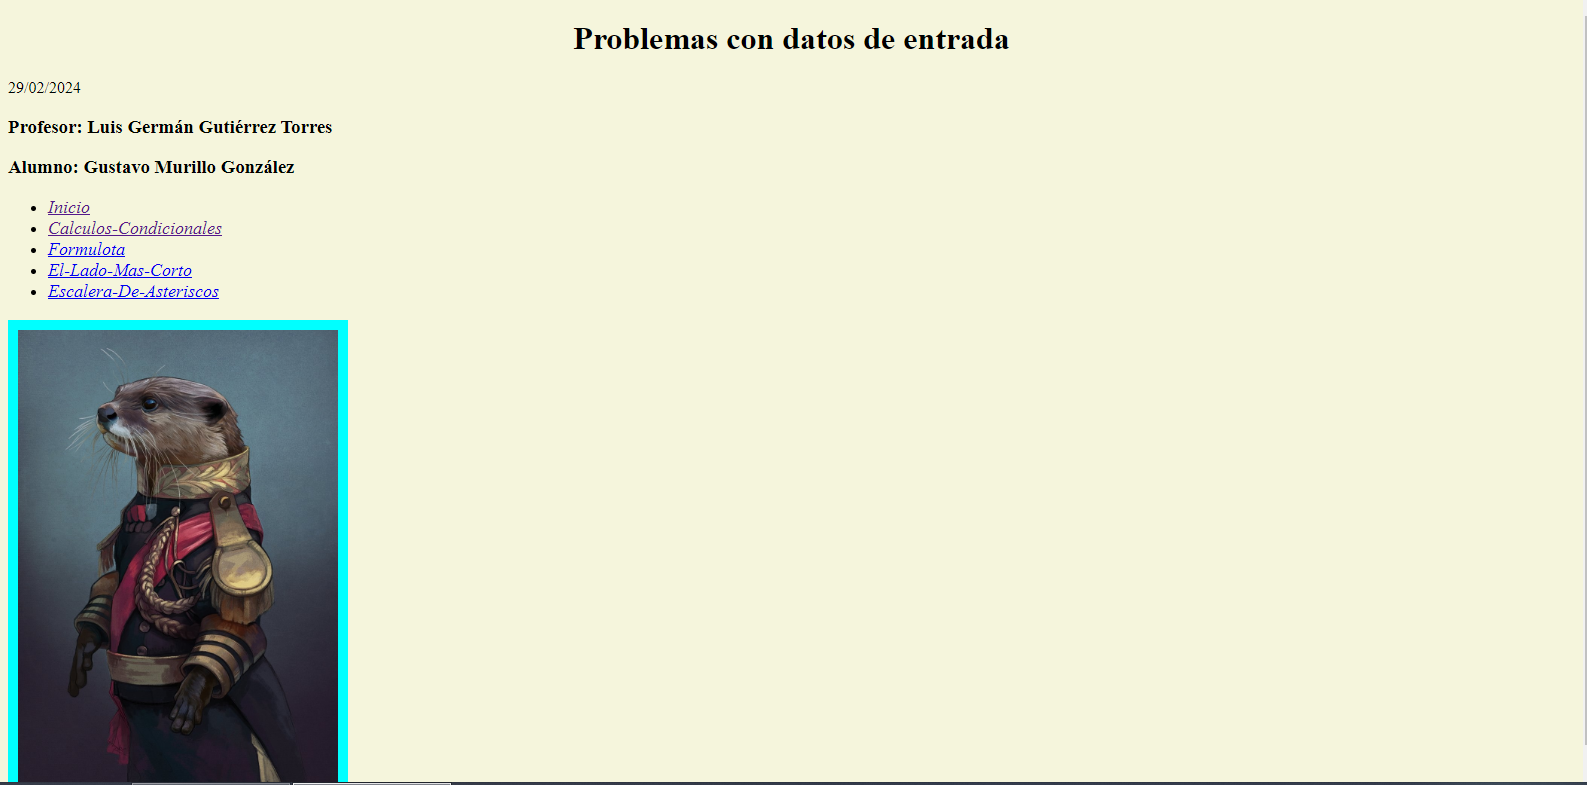 Problemas con datos de entrada
29/02/2024
Profesor: Luis Germán Gutiérrez Torres
Alumno: Gustavo Murillo González
Inicio
Calculos-Condicionales
Formulota
El-Lado-Mas-Corto
Escalera-De-Asteriscos